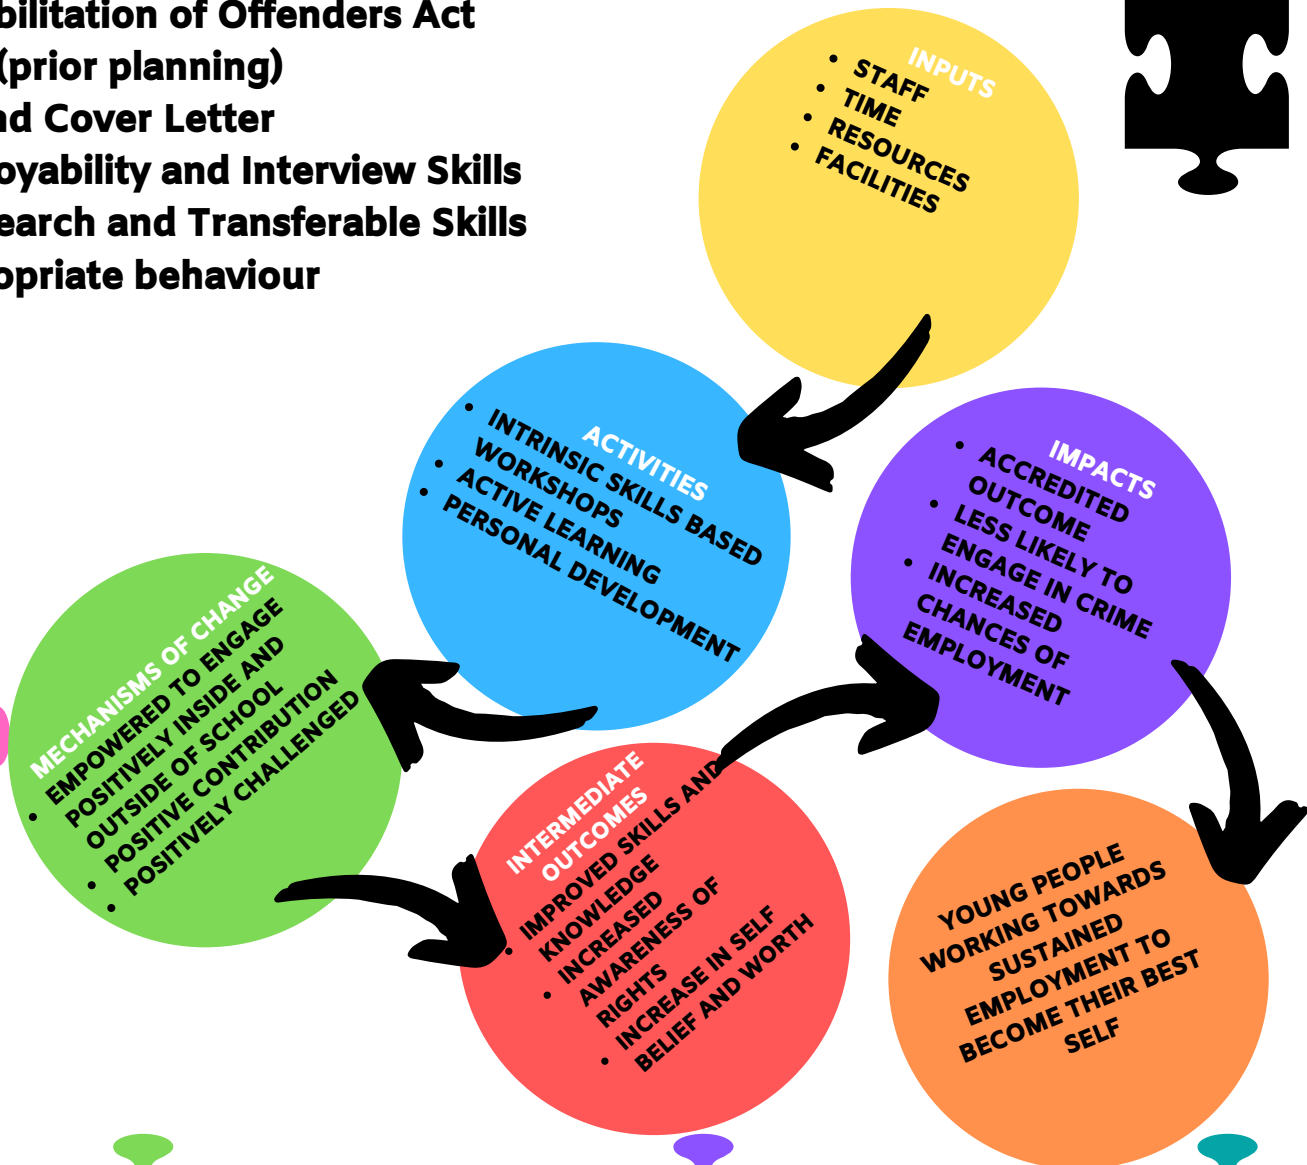 bilitation of Offenders Act
(prior planning)
nd Cover Letter
oyability and Interview Skills
earch and Transferable Skills
opriate behaviour
INPUTS
• STAFF
• TIME
• RESOURCES
• FACILITIES
ACTIVITIES
• INTRINSIC SKILLS BASED
WORKSHOPS
• ACTIVE LEARNING
• PERSONAL DEVELOPMENT
MECHANISMS OF CHANGE
• EMPOWERED TO ENGAGE
POSITIVELY INSIDE AND
OUTSIDE OF SCHOOL
• POSITIVE CONTRIBUTION
• POSITIVELY CHALLENGED
INTERMEDIATE
OUTCOMES
• IMPROVED SKILLS AND
KNOWLEDGE
• INCREASED
AWARENESS OF
RIGHTS
• INCREASE IN SELF
BELIEF AND WORTH
IMPACTS
• ACCREDITED
OUTCOME
• LESS LIKELY TO
ENGAGE IN CRIME
• INCREASED
CHANCES OF
EMPLOYMENT
YOUNG PEOPLE
WORKING TOWARDS
SUSTAINED
EMPLOYMENT TO
BECOME THEIR BEST
SELF